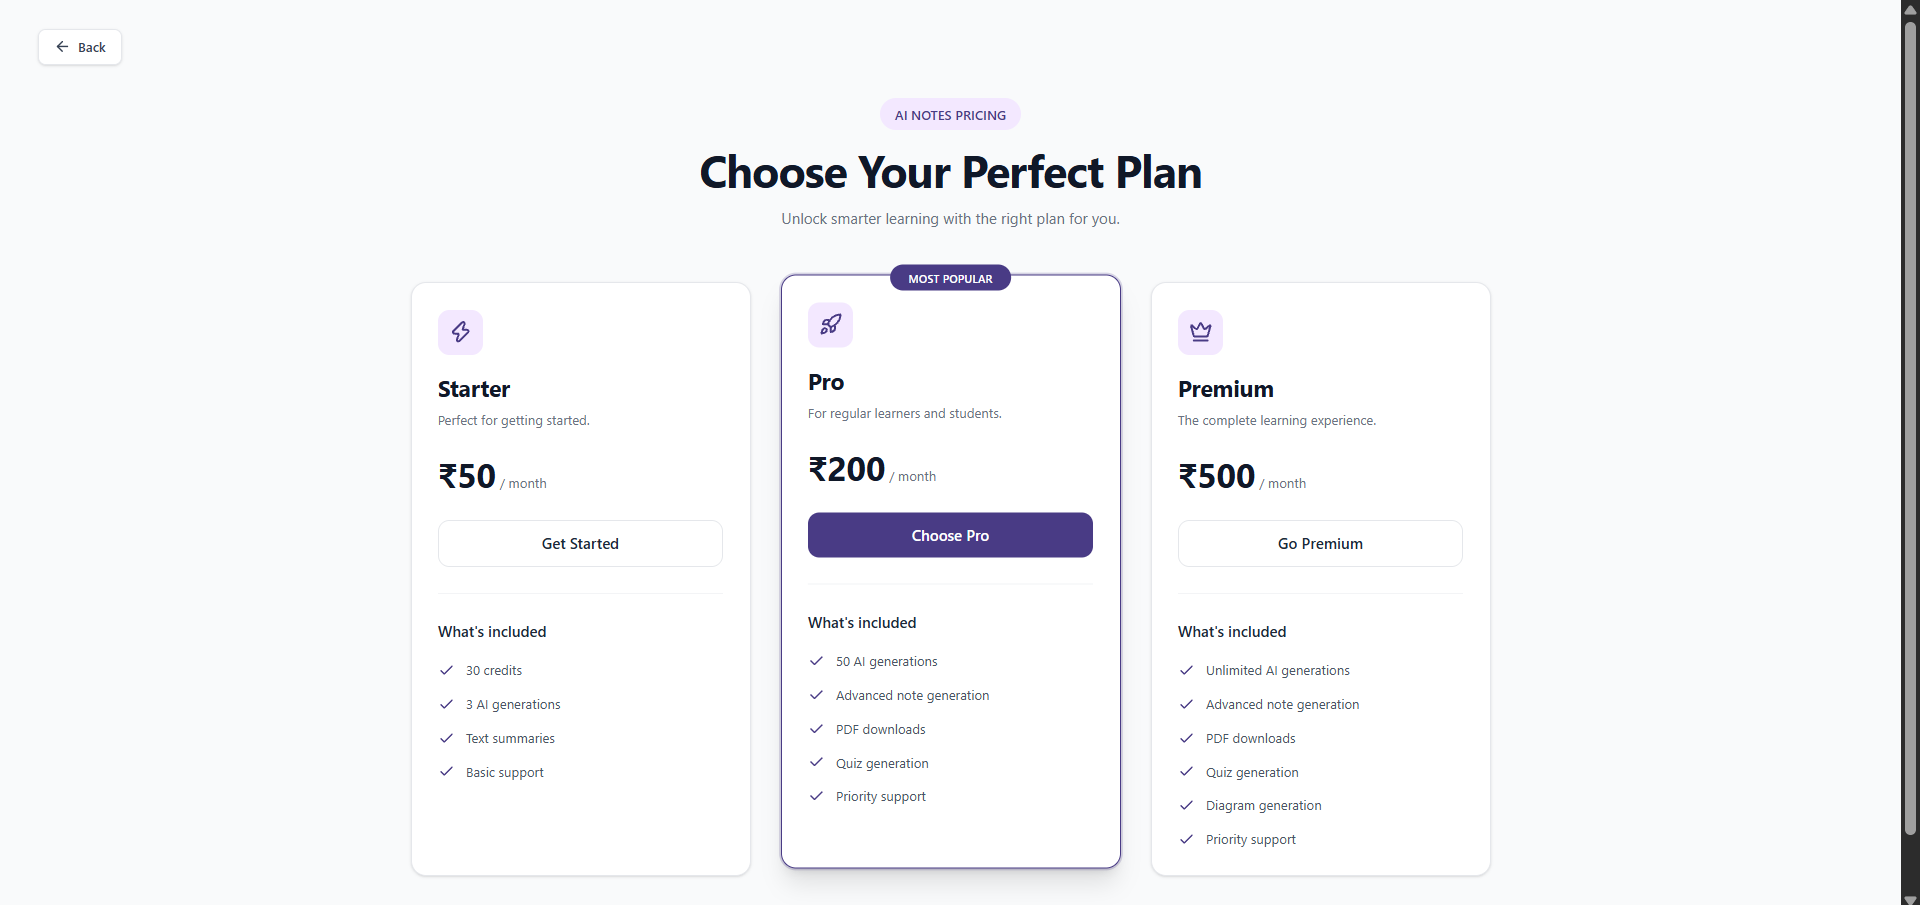 Back
AI NOTES PRICING
Choose Your Perfect Plan
Unlock smarter learning with the right plan for you.
Starter
Perfect for getting started.
₹50 / month
Get Started
What's included
30 credits
3 AI generations
Text summaries
Basic support
MOST POPULAR
Pro
For regular learners and students.
₹200 / month
Choose Pro
What's included
50 AI generations
Advanced note generation
PDF downloads
Quiz generation
Priority support
Premium
The complete learning experience.
₹500 / month
Go Premium
What's included
Unlimited AI generations
Advanced note generation
PDF downloads
Quiz generation
Diagram generation
Priority support